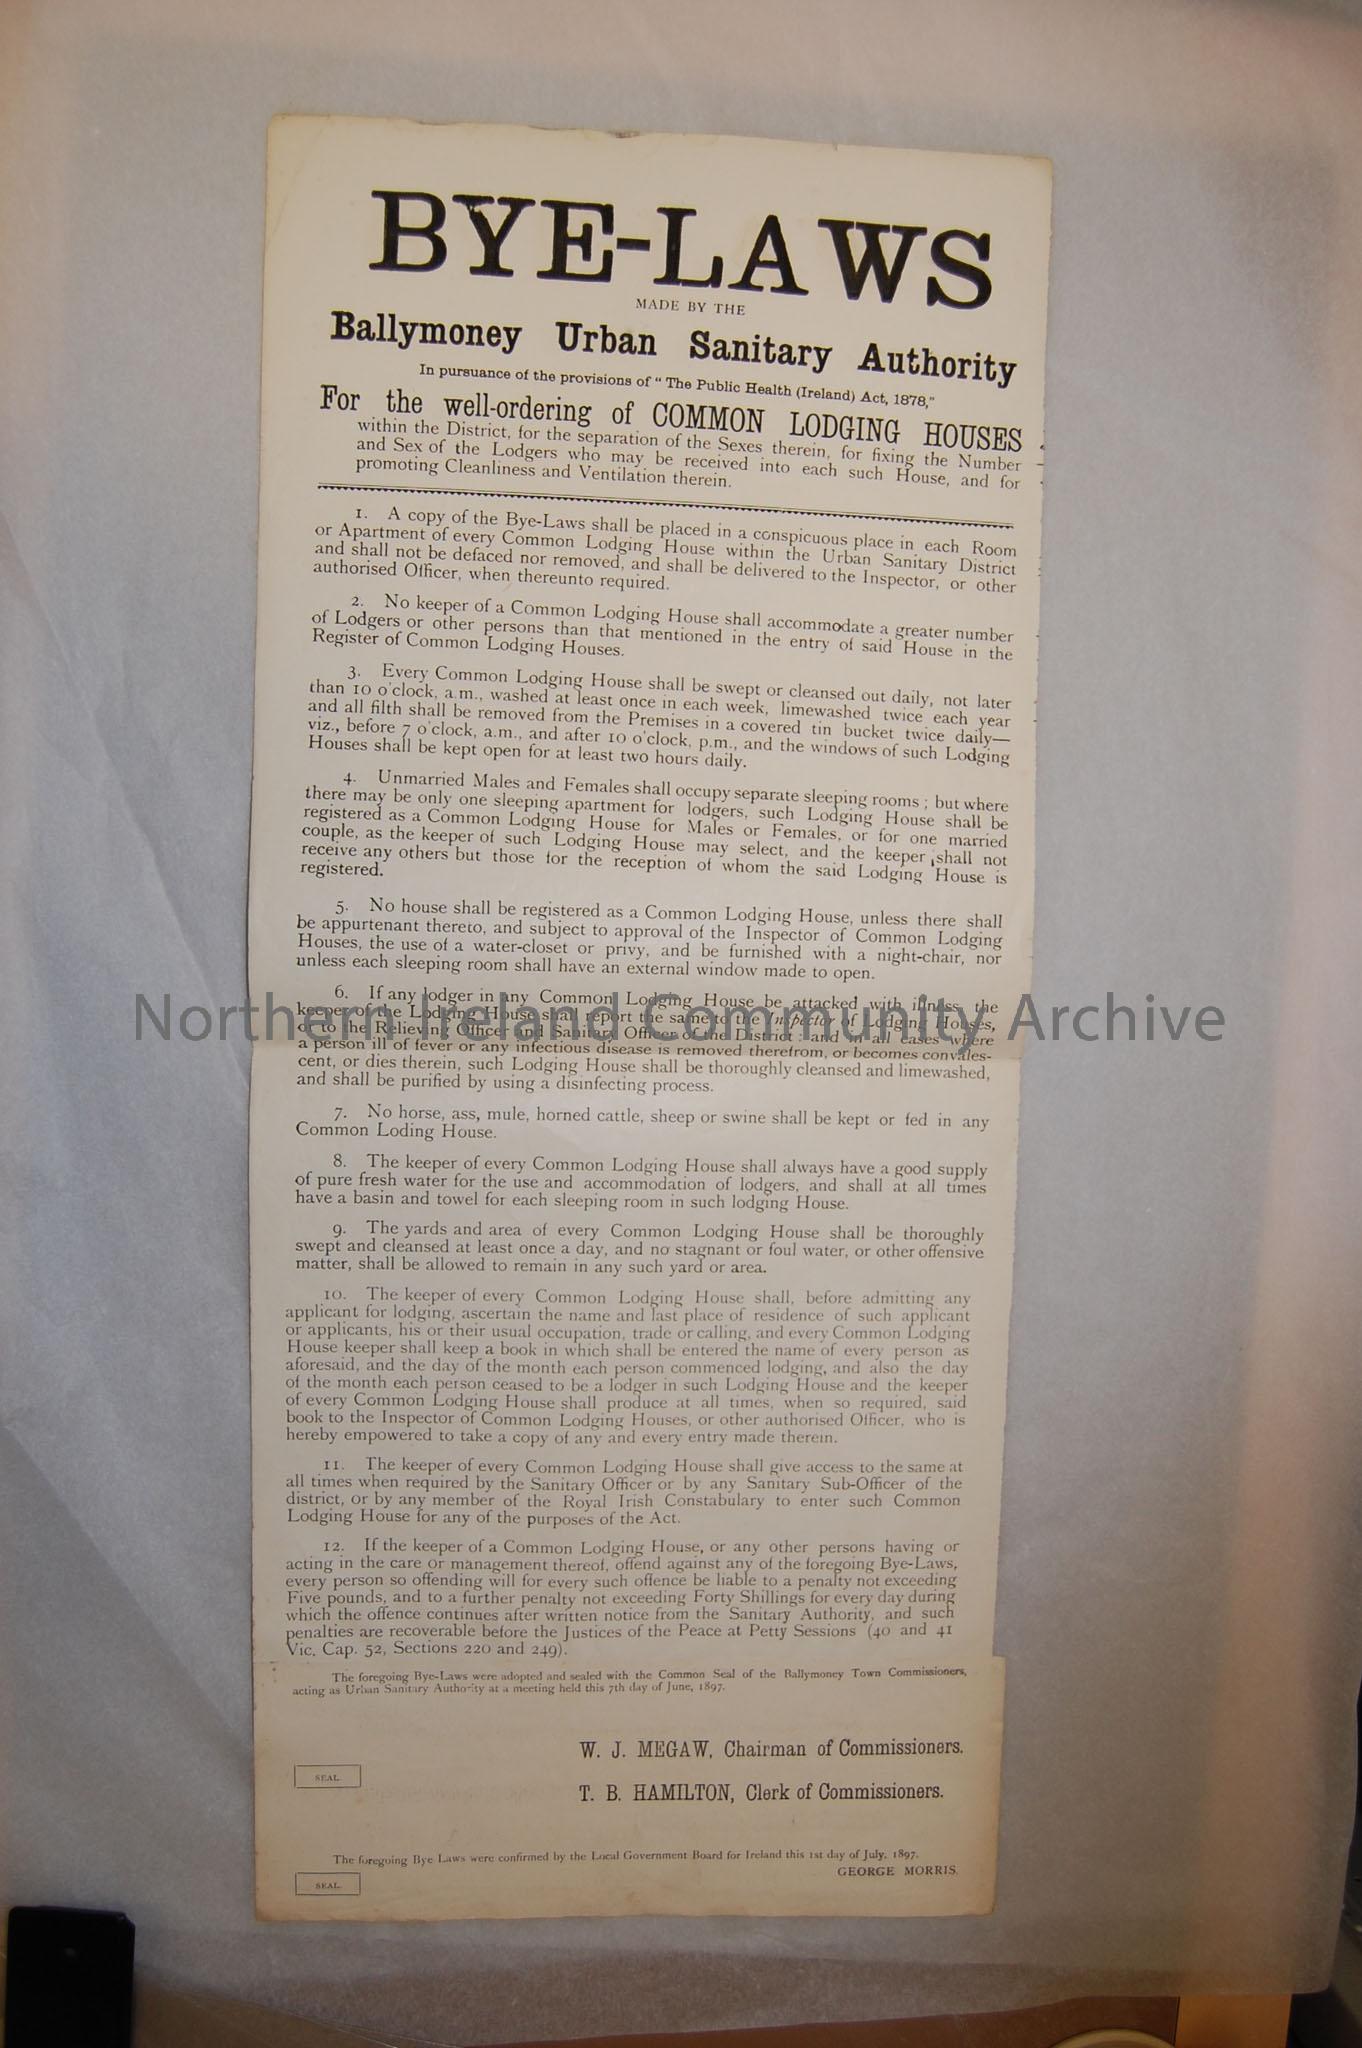 BYE-LAWS
MADE BY THE
Ballymoney Urban Sanitary Authority
In pursuance of the provisions of "The Public Health (Ireland) Act, 1878,"
For the well-ordering of COMMON LODGING HOUSES
within the District, for the separation of the Sexes therein, for fixing the Number
and Sex of the Lodgers who may be received into each such House, and for
promoting Cleanliness and Ventilation therein.
1. A copy of the Bye-Laws shall be placed in a conspicuous place in each Room
or Apartment of every Common Lodging House within the Urban Sanitary District
and shall not be defaced nor removed, and shall be delivered to the Inspector, or other
authorised Officer, when thereunto required.
2. No keeper of a Common Lodging House shall accommodate a greater number
of Lodgers or other persons than that mentioned in the entry of said House in the
Register of Common Lodging Houses.
3. Every Common Lodging House shall be swept or cleansed out daily, not later
than 10 o'clock, a.m., washed at least once in each week, limewashed twice each year
and all filth shall be removed from the Premises in a covered tin bucket twice daily—
viz., before 7 o'clock, a.m., and after 10 o'clock, p.m., and the windows of such Lodging
Houses shall be kept open for at least two hours daily.
4. Unmarried Males and Females shall occupy separate sleeping rooms; but where
there may be only one sleeping apartment for lodgers, such Lodging House shall be
registered as a Common Lodging House for Males or Females, or for one married
couple, as the keeper of such Lodging House may select, and the keeper shall not
receive any others but those for the reception of whom the said Lodging House is
registered.
5. No house shall be registered as a Common Lodging House, unless there shall
be appurtenant thereto, and subject to approval of the Inspector of Common Lodging
Houses, the use of a water-closet or privy, and be furnished with a night-chair, nor
unless each sleeping room shall have an external window made to open.
6. If any lodger in any Common Lodging House be attacked with illness, the
keeper of the Lodging House shall report the same to the Inspector of Lodging Houses,
or to the Relieving Officer and Sanitary Officer of the District; and in all cases where
a person ill of fever or any infectious disease is removed therefrom, or becomes convales-
cent, or dies therein, such Lodging House shall be thoroughly cleansed and limewashed,
and shall be purified by using a disinfecting process.
Northern Ireland Community Archive
7. No horse, ass, mule, horned cattle, sheep or swine shall be kept or fed in any
Common Loding House.
8. The keeper of every Common Lodging House shall always have a good supply
of pure fresh water for the use and accommodation of lodgers, and shall at all times
have a basin and towel for each sleeping room in such lodging House.
9. The yards and area of every Common Lodging House shall be thoroughly
swept and cleansed at least once a day, and no stagnant or foul water, or other offensive
matter, shall be allowed to remain in any such yard or area.
10. The keeper of every Common Lodging House shall, before admitting any
applicant for lodging, ascertain the name and last place of residence of such applicant
or applicants, his or their usual occupation, trade or calling, and every Common Lodging
House keeper shall keep a book in which shall be entered the name of every person as
aforesaid, and the day of the month each person commenced lodging, and also the day
of the month each person ceased to be a lodger in such Lodging House and the keeper
of every Common Lodging House shall produce at all times, when so required, said
book to the Inspector of Common Lodging Houses, or other authorised Officer, who is
hereby empowered to take a copy of any and every entry made therein.
11. The keeper of every Common Lodging House shall give access to the same at
all times when required by the Sanitary Officer or by any Sanitary Sub-Officer of the
district, or by any member of the Royal Irish Constabulary to enter such Common
Lodging House for any of the purposes of the Act.
12. If the keeper of a Common Lodging House, or any other persons having or
acting in the care or management thereof, offend against any of the foregoing Bye-Laws,
every person so offending will for every such offence be liable to a penalty not exceeding
Five pounds, and to a further penalty not exceeding Forty Shillings for every day during
which the offence continues after written notice from the Sanitary Authority, and such
penalties are recoverable before the Justices of the Peace at Petty Sessions (40 and 41
Vic. Cap. 52, Sections 220 and 249).
The foregoing Bye-Laws were adopted and sealed with the Common Seal of the Ballymoney Town Commissioners,
acting as Urban Sanitary Authority at a meeting held this 7th day of June, 1897.
W. J. MEGAW, Chairman of Commissioners.
SEAL.
T. B. HAMILTON, Clerk of Commissioners.
The foregoing Bye Laws were confirmed by the Local Government Board for Ireland this 1st day of July, 1897.
GEORGE MORRIS.
SEAL.